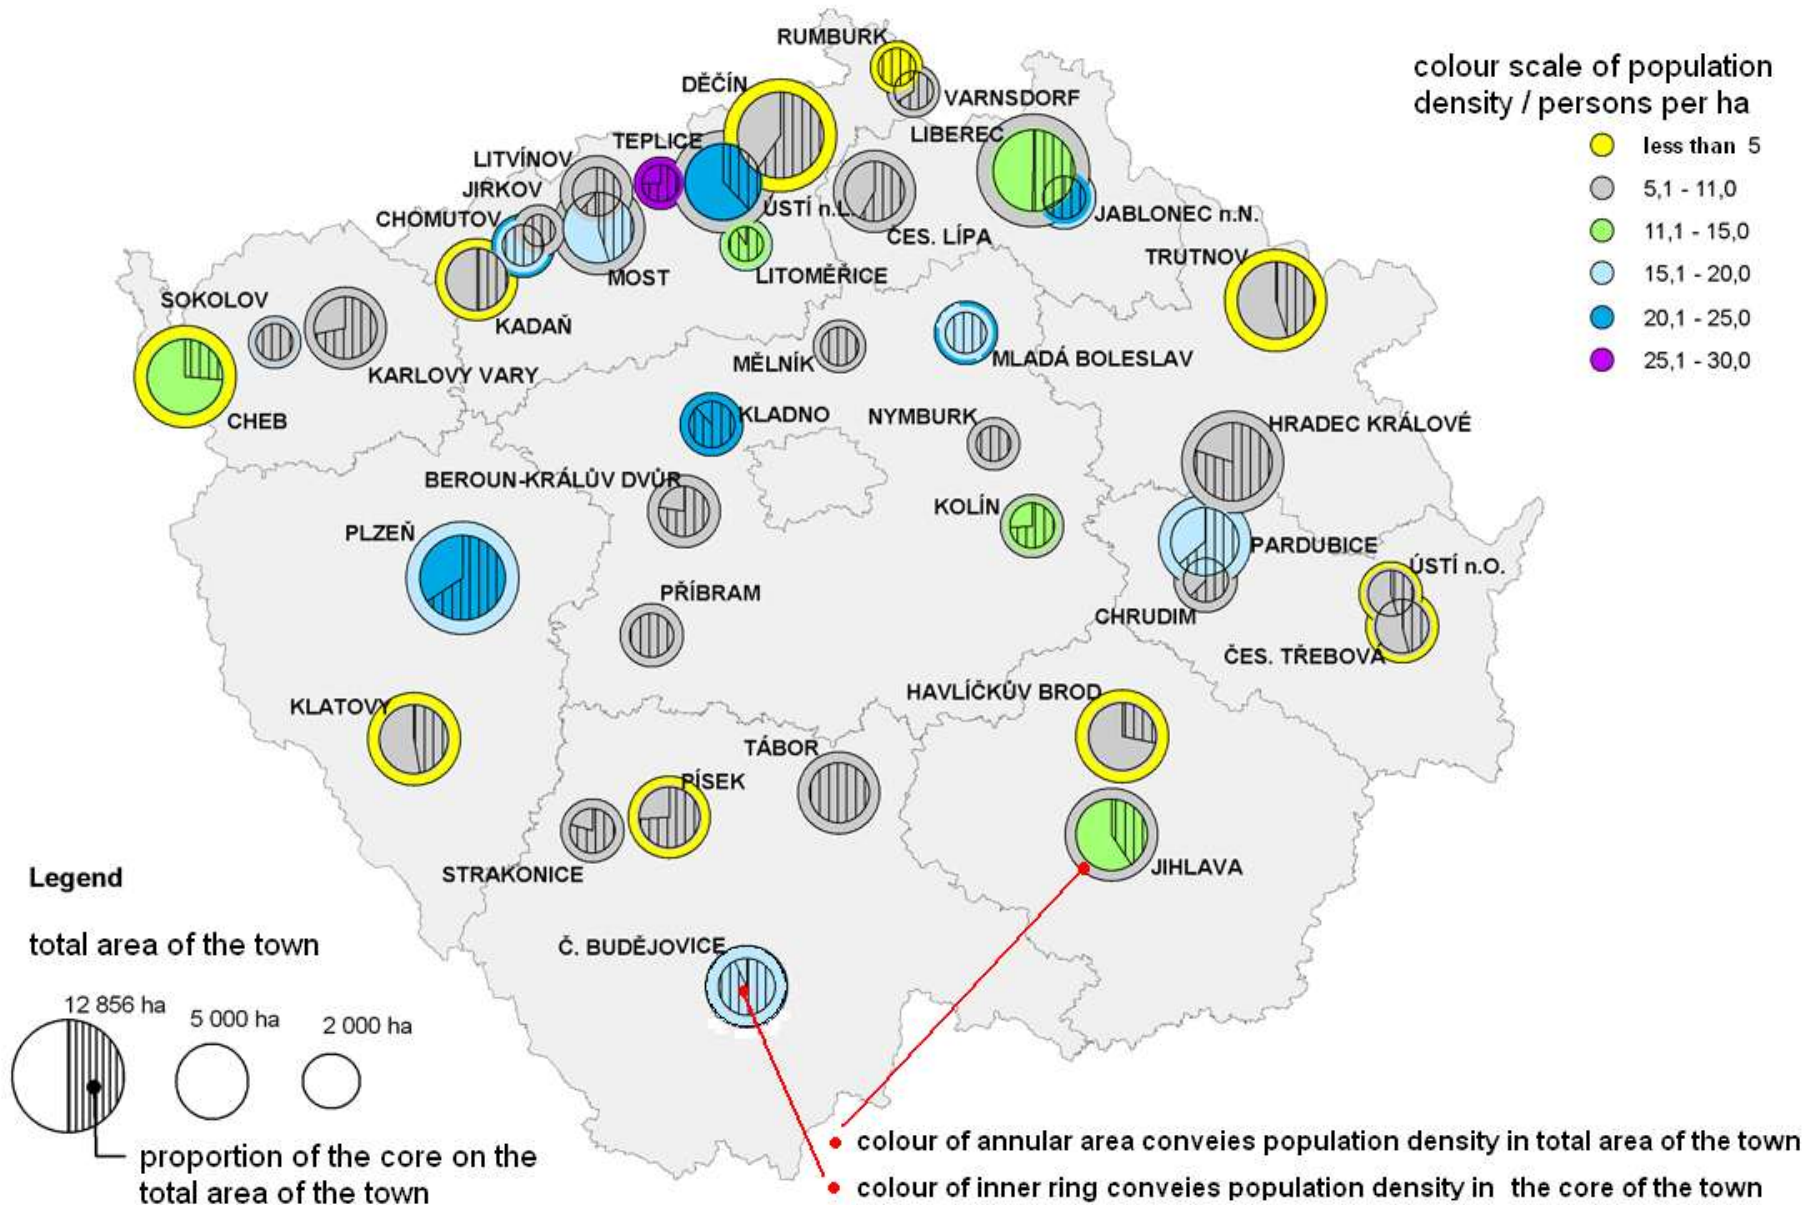 RUMBURK
DĚČÍN
VARNSDORF
LIBEREC
TEPLICE
LITVÍNOV
JIRKOV
CHOMUTOV
ÚSTÍ n.L.
JABLONEC n.N.
ČES. LÍPA
TRUTNOV
LITOMĚŘICE
MOST
SOKOLOV
KADAŇ
KARLOVY VARY
MĚLNÍK
MLADÁ BOLESLAV
CHEB
KLADNO
NYMBURK
HRADEC KRÁLOVÉ
BEROUN-KRÁLŮV DVŮR
KOLÍN
PLZEŇ
PARDUBICE
ÚSTÍ n.O.
PŘÍBRAM
CHRUDIM
ČES. TŘEBOVÁ
KLATOVY
HAVLÍČKŮV BROD
TÁBOR
PÍSEK
STRAKONICE
JIHLAVA
Č. BUDĚJOVICE
colour scale of population
density / persons per ha
less than 5
5,1 - 11,0
11,1 - 15,0
15,1 - 20,0
20,1 - 25,0
25,1 - 30,0
Legend
total area of the town
12 856 ha
5 000 ha
2 000 ha
proportion of the core on the
total area of the town
colour of annular area conveies population density in total area of the town
colour of inner ring conveies population density in the core of the town